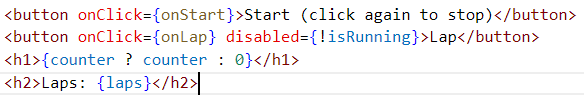 <button onClick={onStart}>Start (click again to stop)</button>
<button onClick={onLap} disabled={!isRunning}>Lap</button>
<h1>{counter ? counter : 0}</h1>
<h2>Laps: {laps}</h2>